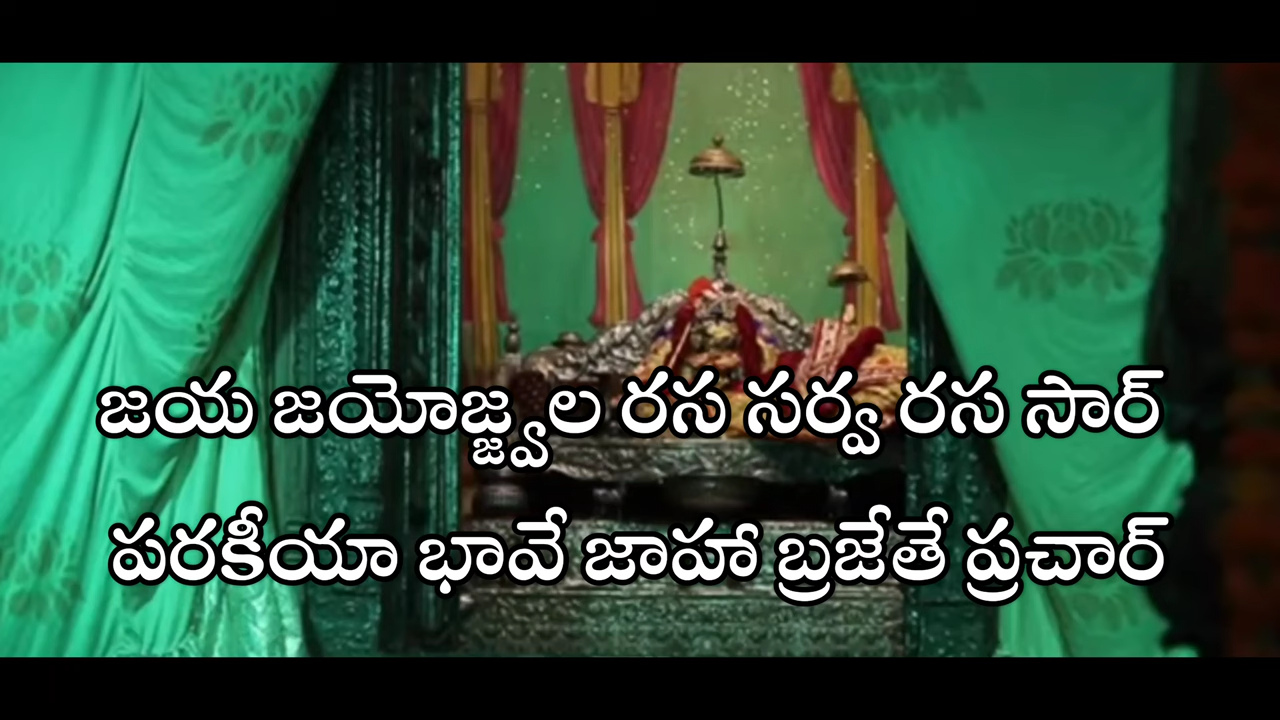 జయ జయోజ్జ్వల రస సర్వ రస సార్
పరకీయా భావే జాహా బ్రజేతే ప్రచార్